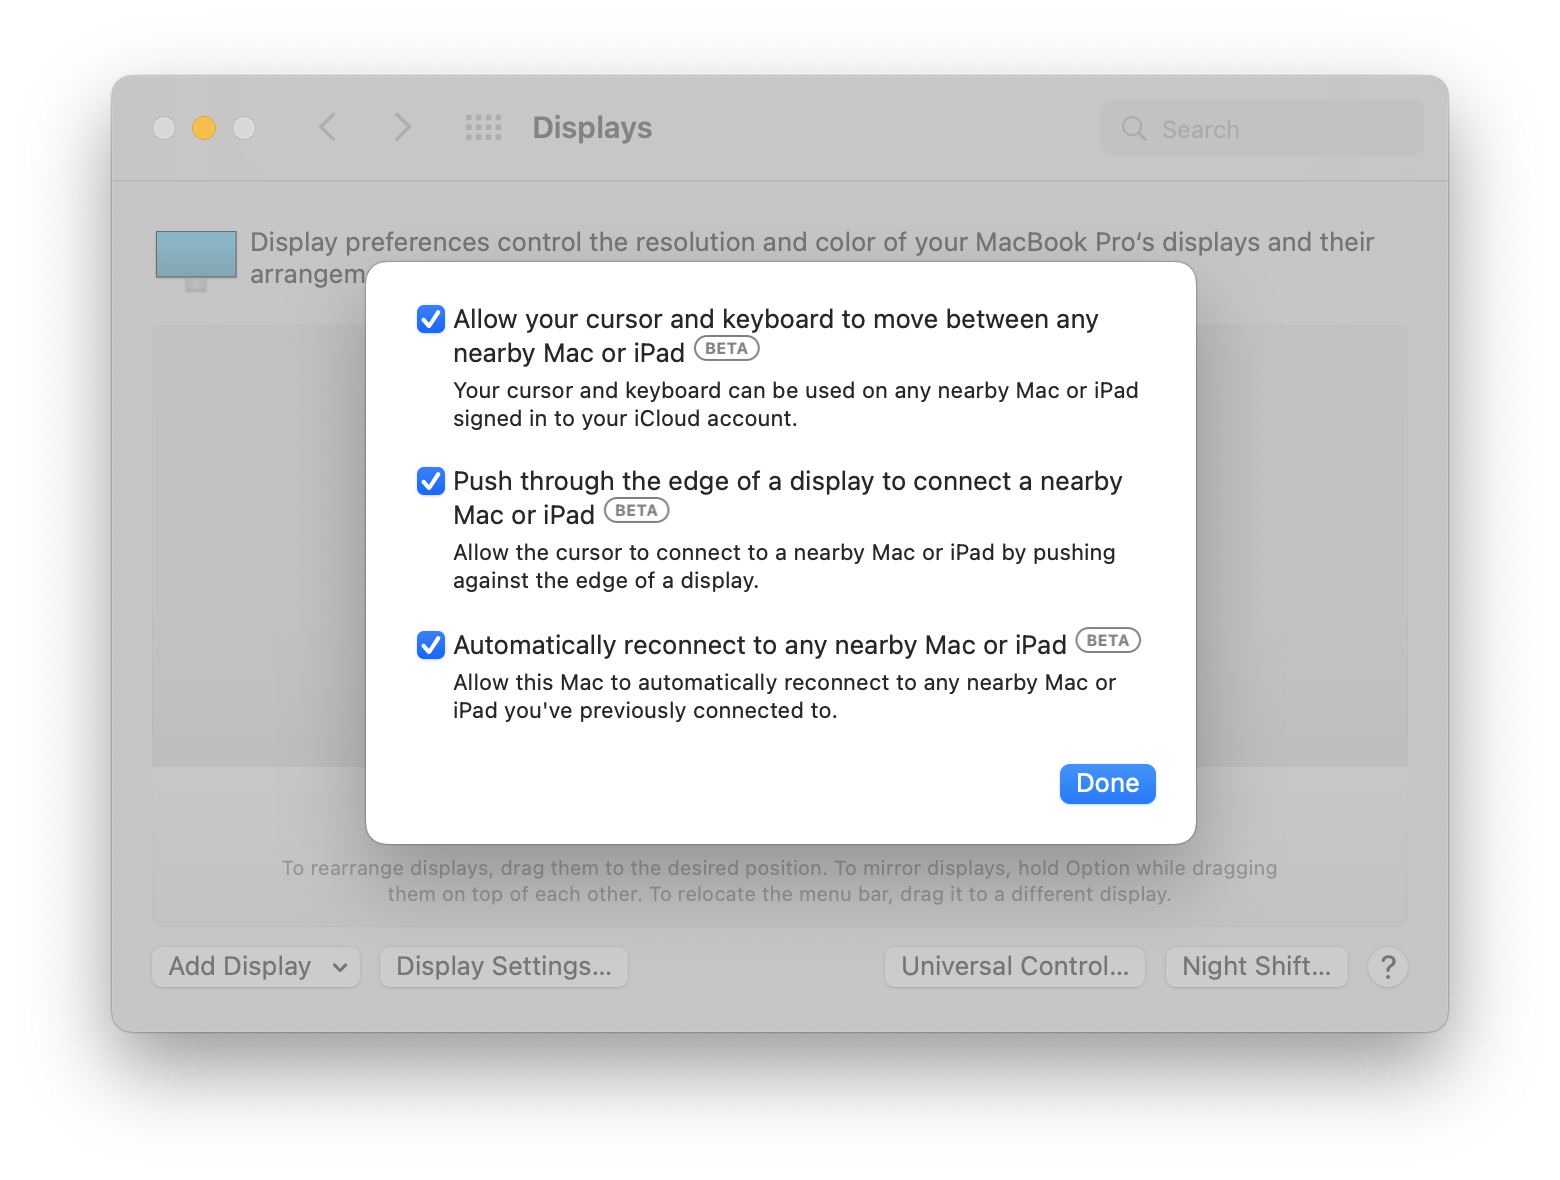 Displays
Search
Display preferences control the resolution and color of your MacBook Pro‘s displays and their
arrangem
Allow your cursor and keyboard to move between any
nearby Mac or iPad BETA
Your cursor and keyboard can be used on any nearby Mac or iPad
signed in to your iCloud account.
Push through the edge of a display to connect a nearby
Mac or iPad BETA
Allow the cursor to connect to a nearby Mac or iPad by pushing
against the edge of a display.
Automatically reconnect to any nearby Mac or iPad BETA
Allow this Mac to automatically reconnect to any nearby Mac or
iPad you've previously connected to.
Done
To rearrange displays, drag them to the desired position. To mirror displays, hold Option while dragging
them on top of each other. To relocate the menu bar, drag it to a different display.
Add Display
Display Settings...
Universal Control...
Night Shift...
?